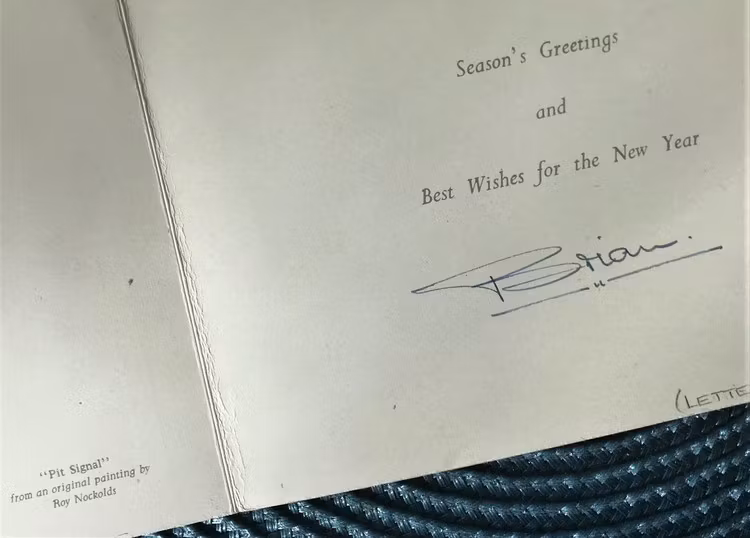 Season's Greetings
and
Best Wishes for the New Year
Brian.
"Pit Signal"
from an original painting by
Roy Nockolds
(LETTE